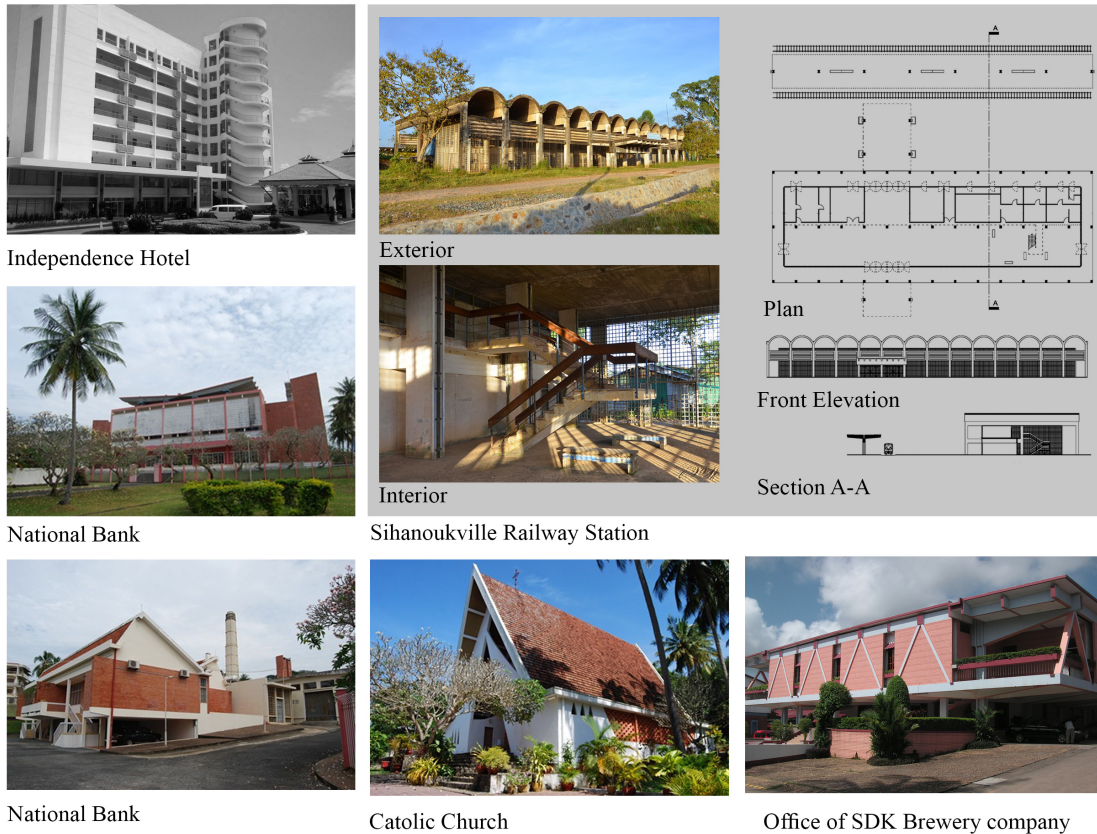 Independence Hotel
Exterior
Interior
A
A
Plan
Front Elevation
Section A-A
National Bank
Sihanoukville Railway Station
National Bank
Catolic Church
Office of SDK Brewery company